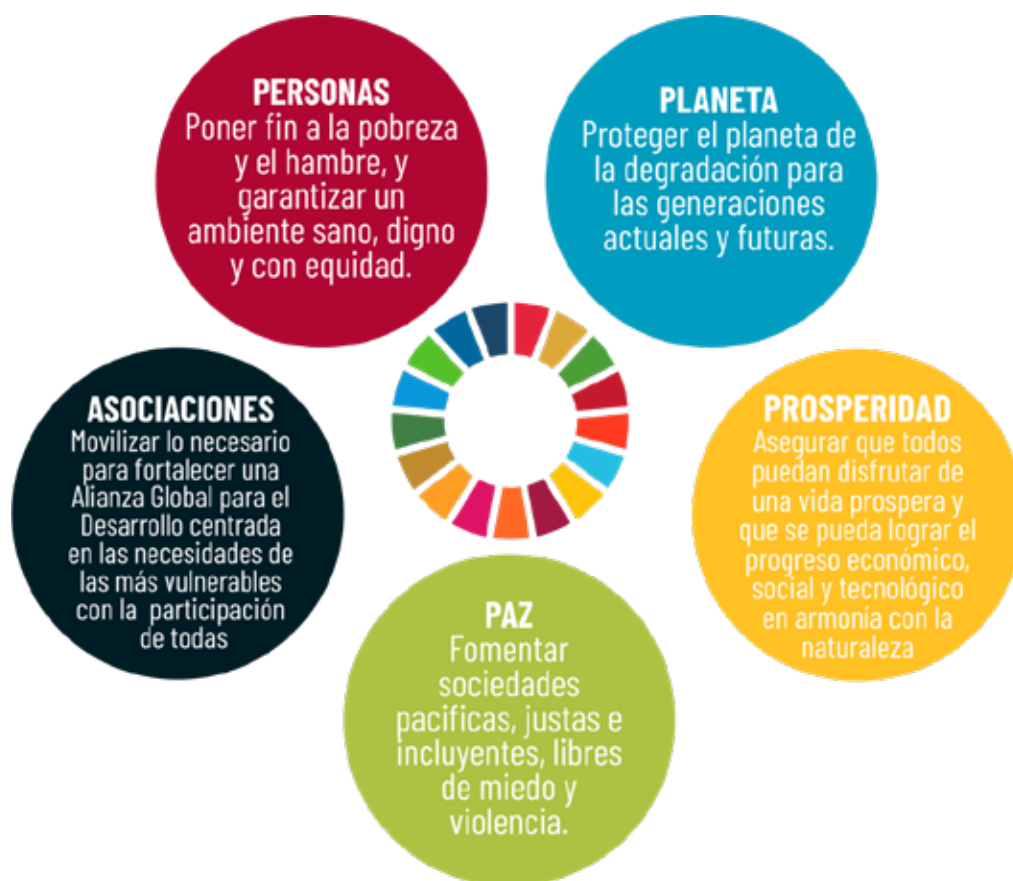 PERSONAS
Poner fin a la pobreza
y el hambre, y
garantizar un
ambiente sano, digno
y con equidad.
PLANETA
Proteger el planeta de
la degradación para
las generaciones
actuales y futuras.
ASOCIACIONES
Movilizar lo necesario
para fortalecer una
Alianza Global para el
Desarrollo centrada
en las necesidades de
las más vulnerables
con la participación
de todas
PROSPERIDAD
Asegurar que todos
puedan disfrutar de
una vida prospera y
que se pueda lograr el
progreso económico,
social y tecnológico
en armonía con la
naturaleza
PAZ
Fomentar
sociedades
pacificas, justas e
incluyentes, libres
de miedo y
violencia.